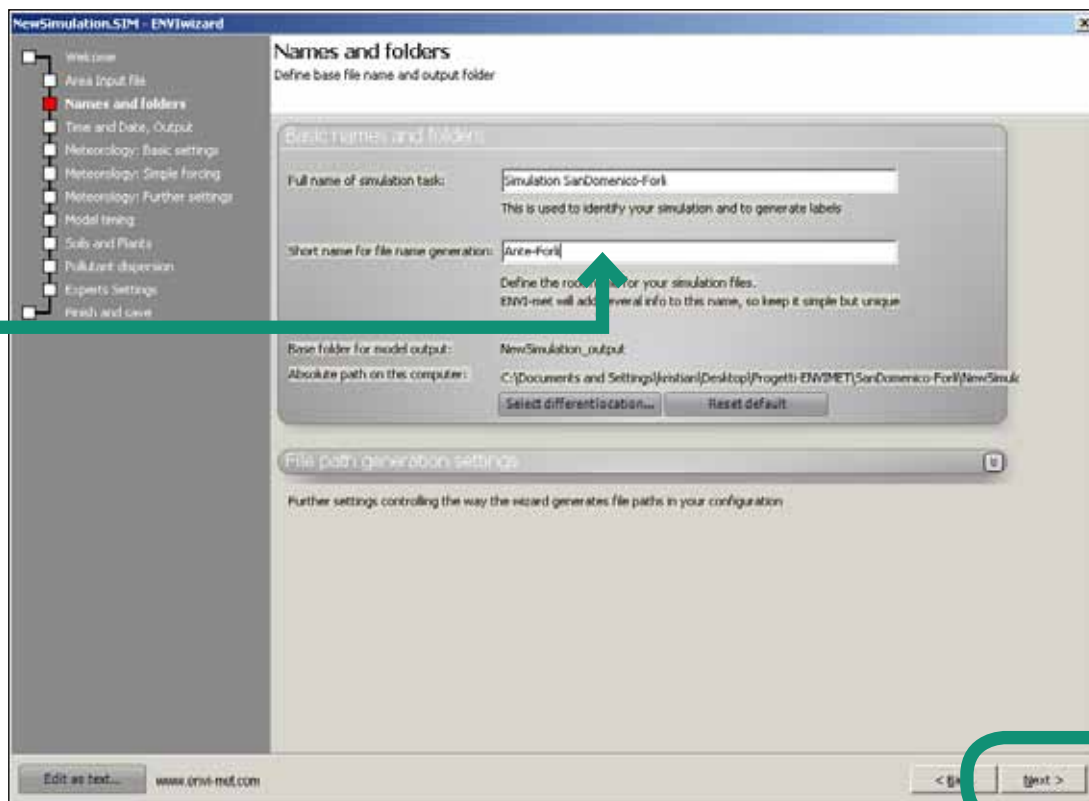 NewSimulation.SIM - ENVIwizard
Welcome
Area Input file
Names and folders
Time and Date, Output
Meteorology: Basic settings
Meteorology: Simple forcing
Meteorology: Further settings
Model timing
Soils and Plants
Pollutant dispersion
Experts Settings
Finish and save
Names and folders
Define base file name and output folder
Basic names and folders
Full name of simulation task:
Simulation SanDomenico-Forli
This is used to identify your simulation and to generate labels
Short name for file name generation:
Ante-Forli
Define the for your simulation files.
ENVI-met will add several info to this name, so keep it simple but unique
Base folder for model output:
NewSimulation_output
Absolute path on this computer:
C:\Documents and Settings\kristian\Desktop\Progetti-ENVIMET\SanDomenico-Forli\NewSimul
Select different location...
Reset default
File path generation settings
Further settings controlling the way the wizard generates file paths in your configuration
Edit as text...
www.envi-met.com
<
Next >